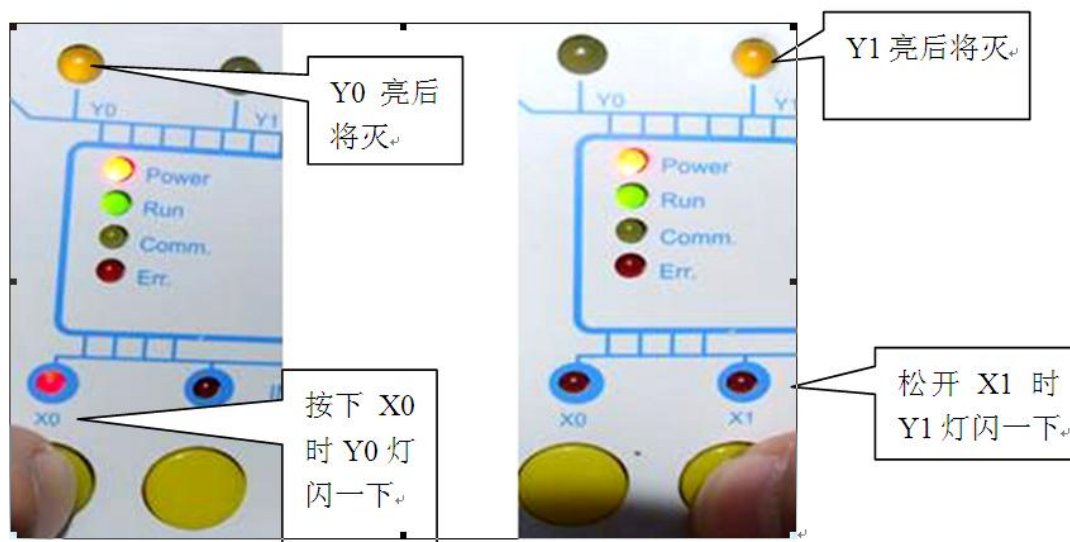 Y0 亮后
将灭
Y1 亮后将灭
Y0
Y1
Y0
Y1
Power
Run
Comm.
Err.
Power
Run
Comm.
Err.
X0
X0
X1
按下 X0
时 Y0 灯
闪一下
松开 X1 时
Y1 灯闪一下